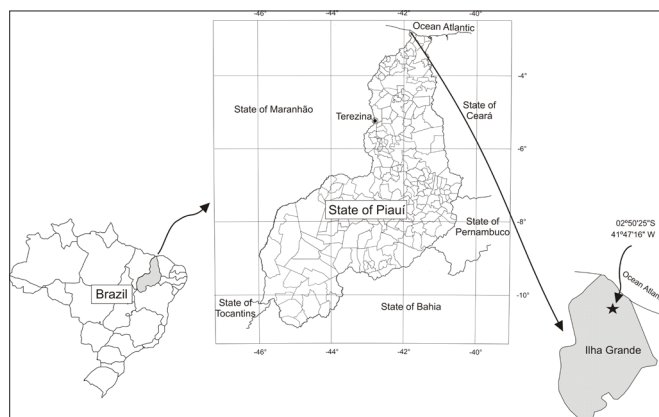 -46°
-44°
-42°
-40°
Ocean Atlantic
-4°
State of Maranhão
State of
Ceará
Terezina
-6°
State of Piauí
-8°
State of
Pernambuco
02°50'25"S
41°47'16" W
Brazil
-10°
Ocean Atlan
State of
Tocantins
State of Bahia
Ilha Grande
-46°
-44°
-42°
-40°